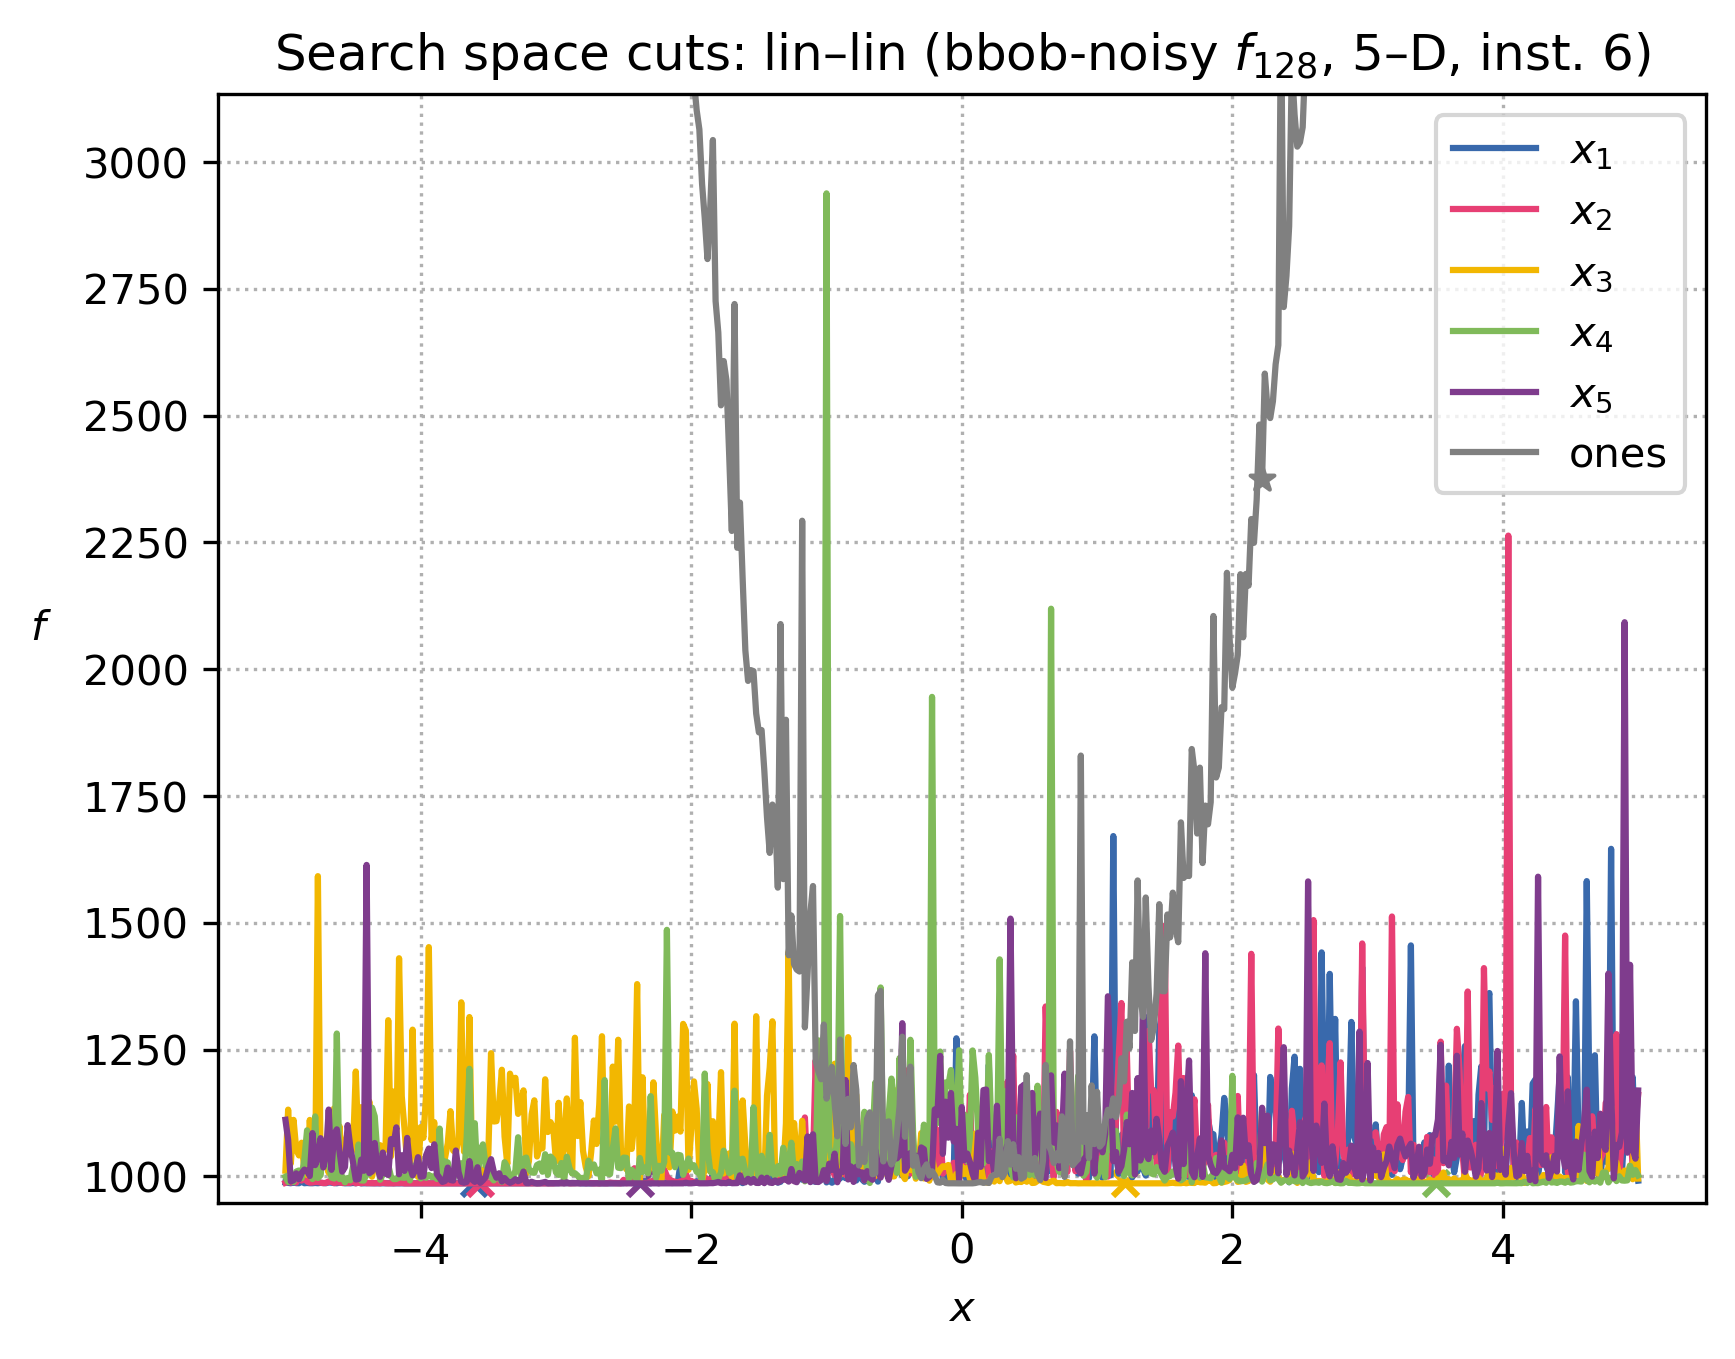 Search space cuts: lin–lin (bbob-noisy f₁₂₈, 5–D, inst. 6)
x₁
x₂
x₃
x₄
x₅
ones
3000
2750
2500
2250
2000
1750
1500
1250
1000
f
−4
−2
0
2
4
x